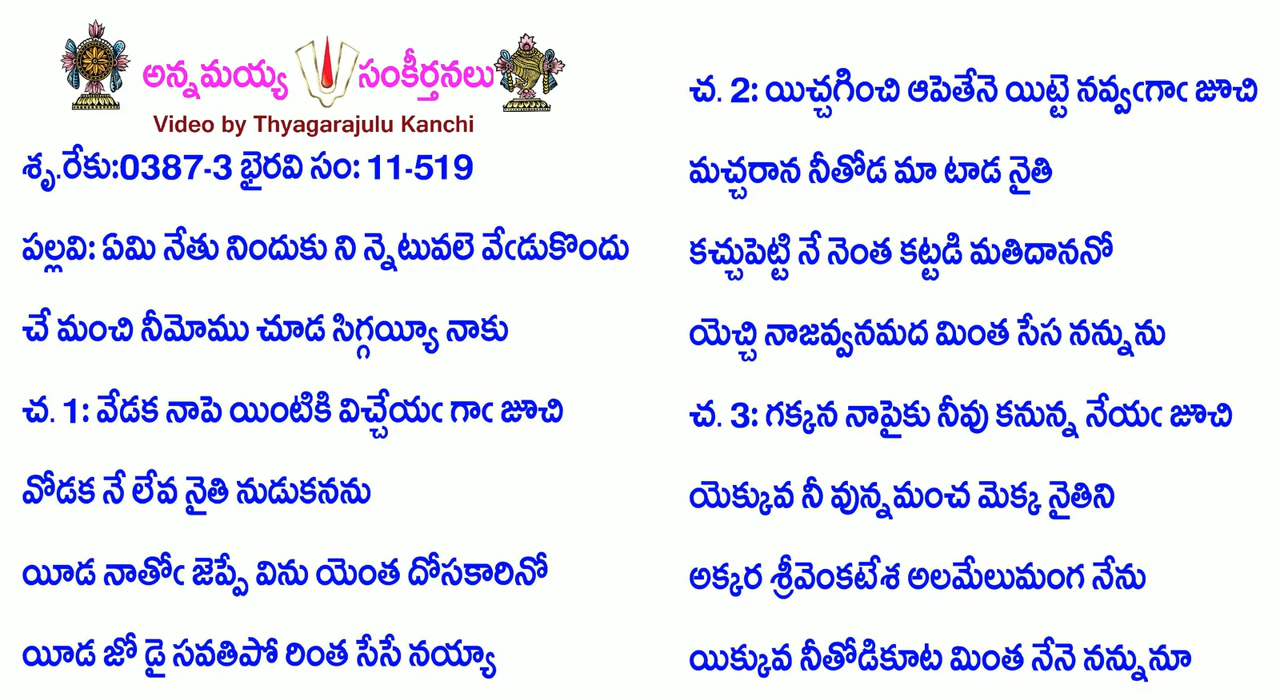 అన్నమయ్య సంకీర్తనలు
Video by Thyagarajulu Kanchi
శృ.రేకు:0387-3 భైరవి సం: 11-519
పల్లవి: ఏమి నేతు నిందుకు ని న్నెటువలె వేఁడుకొందు
చే మంచి నీమోము చూడ సిగ్గయ్యీ నాకు
చ. 1: వేడక నాపె యింటికి విచ్చేయఁ గాఁ జూచి
వోడక నే లేవ నైతి నుడుకనను
యీడ నాతోఁ జెప్పే విను యెంత దోసకారినో
యీడ జో డై సవతిపో రింత సేసే నయ్యా
చ. 2: యిచ్చగించి ఆపెతేనె యిట్టె నవ్వఁగాఁ జూచి
మచ్చరాన నీతోడ మా టాడ నైతి
కచ్చుపెట్టి నే నెంత కట్టడి మతిదాననో
యెచ్చి నాజవ్వనమద మింత సేస నన్నును
చ. 3: గక్కన నాపైకు నీవు కనున్న నేయఁ జూచి
యెక్కువ నీ వున్నమంచ మెక్క నైతిని
అక్కర శ్రీవెంకటేశ అలమేలుమంగ నేను
యిక్కువ నీతోడికూట మింత నేనె నన్నునూ